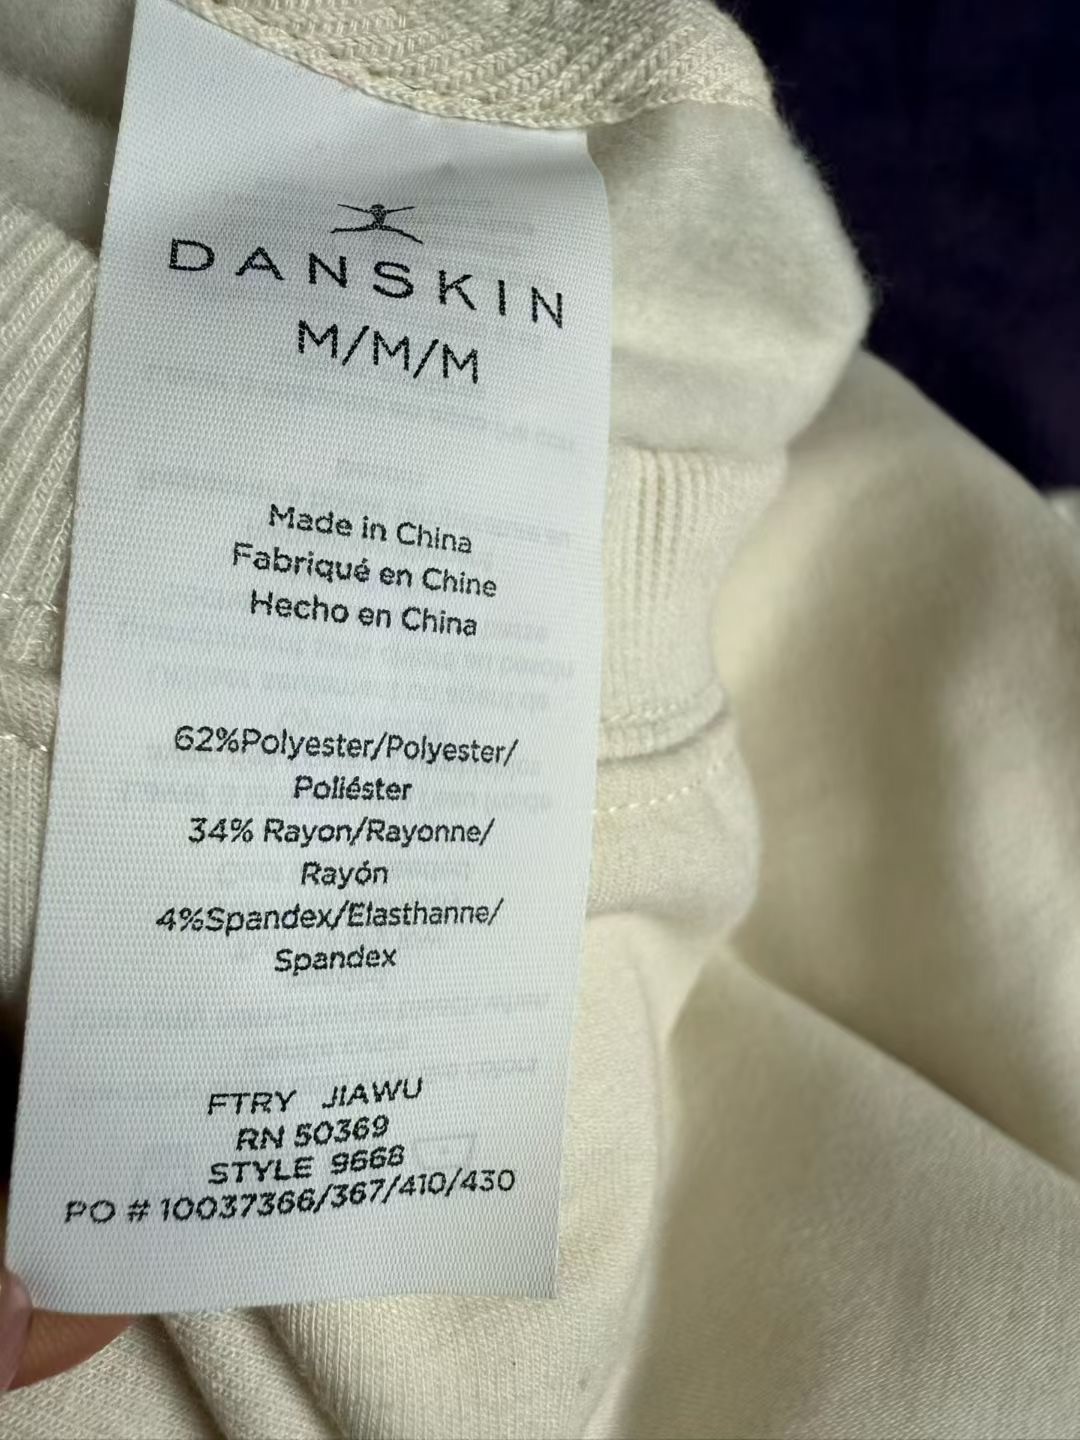 DANSKIN
M/M/M
Made in China
Fabriqué en Chine
Hecho en China
62%Polyester/Polyester/
Poliéster
34% Rayon/Rayonne/
Rayón
4%Spandex/Elasthanne/
Spandex
FTRY JIAWU
RN 50369
STYLE 9668
PO # 10037366/367/410/430